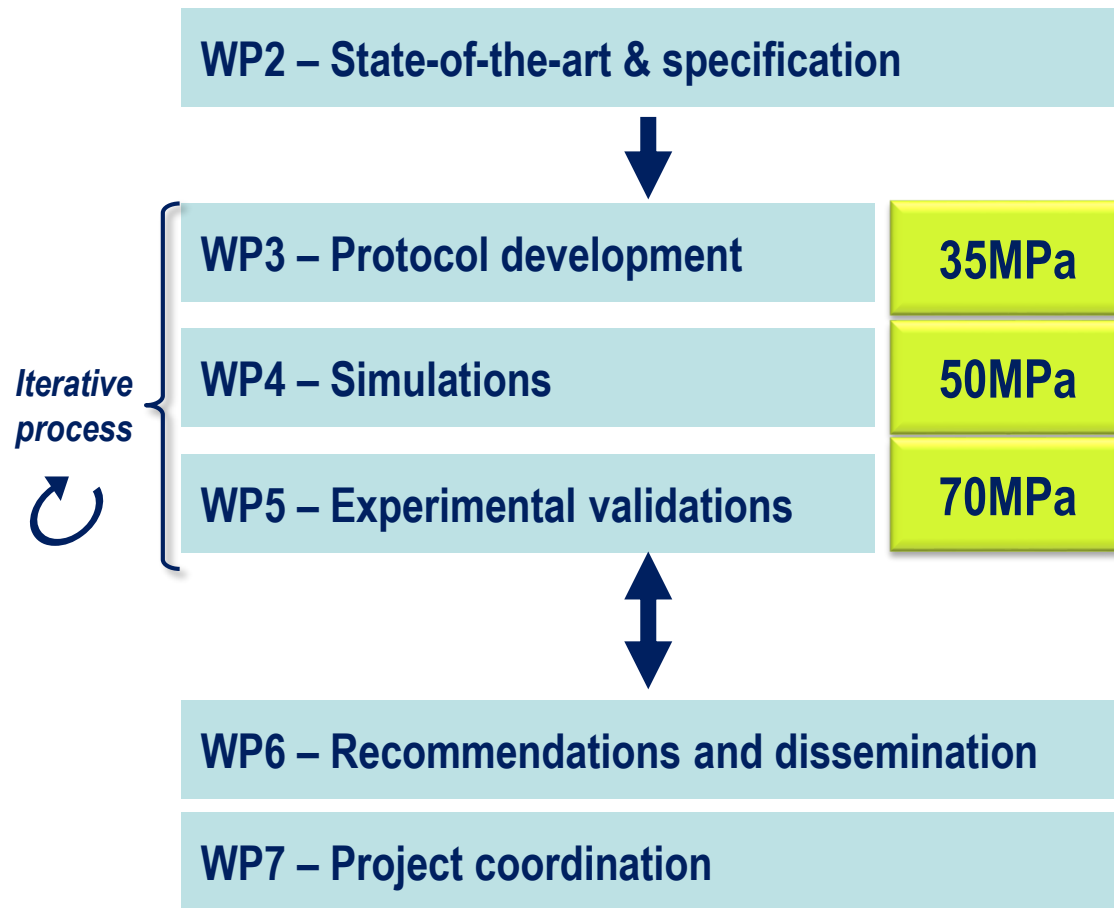 WP2 – State-of-the-art & specification
WP3 – Protocol development
35MPa
WP4 – Simulations
50MPa
Iterative
process
WP5 – Experimental validations
70MPa
WP6 – Recommendations and dissemination
WP7 – Project coordination